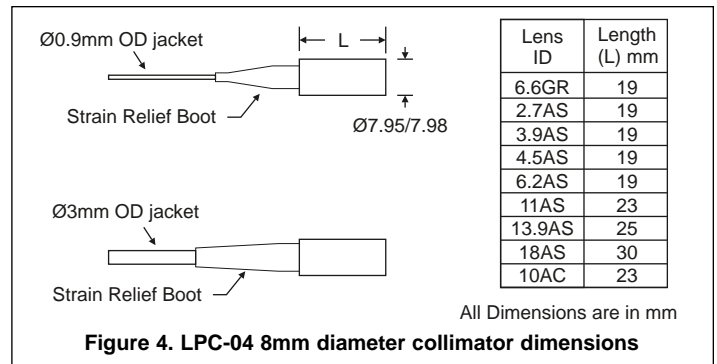 Ø0.9mm OD jacket
L
Strain Relief Boot
Ø7.95/7.98
Ø3mm OD jacket
Strain Relief Boot
Lens ID Length (L) mm
6.6GR 19
2.7AS 19
3.9AS 19
4.5AS 19
6.2AS 19
11AS 23
13.9AS 25
18AS 30
10AC 23
All Dimensions are in mm
Figure 4. LPC-04 8mm diameter collimator dimensions